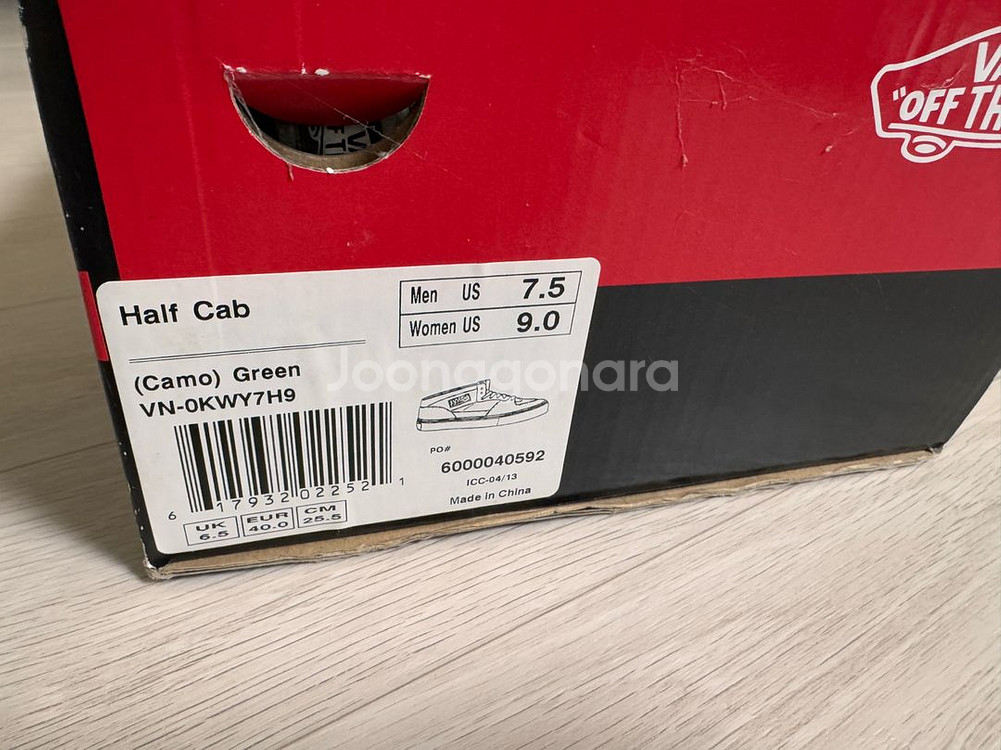 VA
"OFF TH
Half Cab
Men US 7.5
Women US 9.0
(Camo) Green
VN-0KWY7H9
Joonggonara
6 17932 02252 1
PO#
6000040592
ICC-04/13
Made in China
UK 6.5
EUR 40.0
CM 25.5